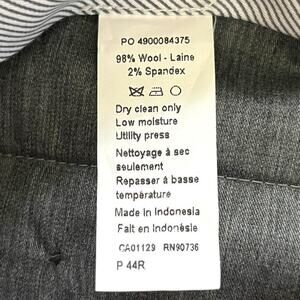 PO 4900084375
98% Wool - Laine
2% Spandex
Dry clean only
Low moisture
Utility press
Nettoyage à sec
seulement
Repasser à basse
température
Made in Indonesia
Fait en Indonésie
CA01129 RN90736
P 44R